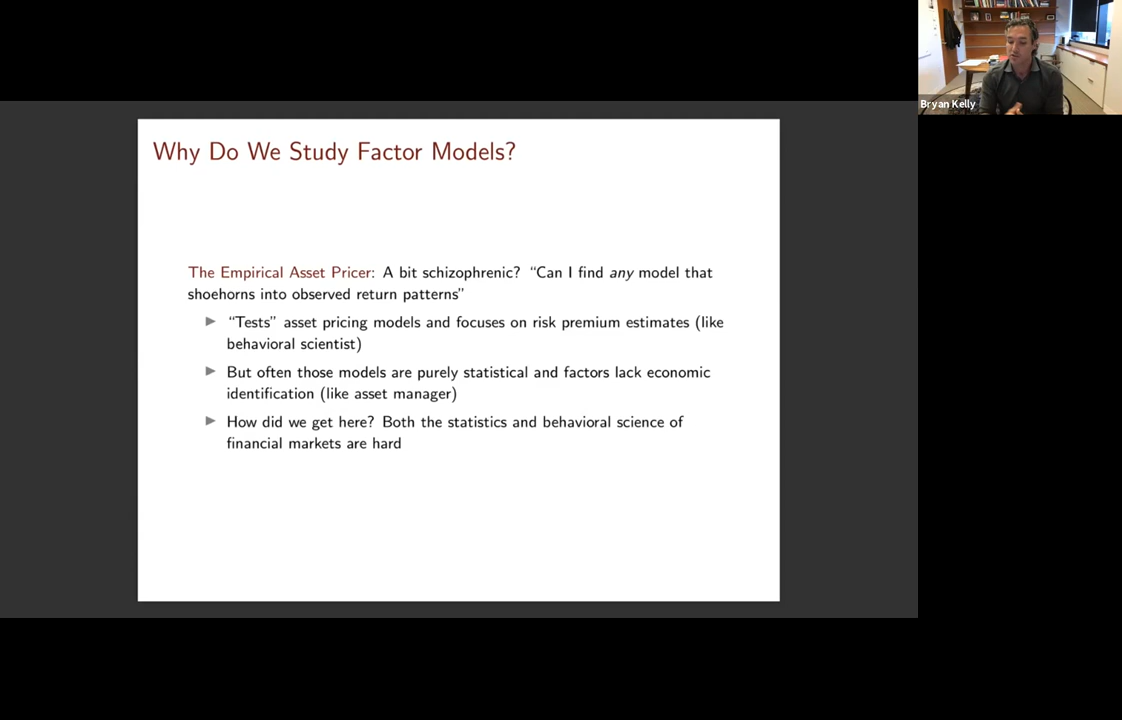 Why Do We Study Factor Models?
The Empirical Asset Pricer: A bit schizophrenic? “Can I find any model that
shoehorns into observed return patterns”
▶ “Tests” asset pricing models and focuses on risk premium estimates (like
behavioral scientist)
▶ But often those models are purely statistical and factors lack economic
identification (like asset manager)
▶ How did we get here? Both the statistics and behavioral science of
financial markets are hard
Bryan Kelly